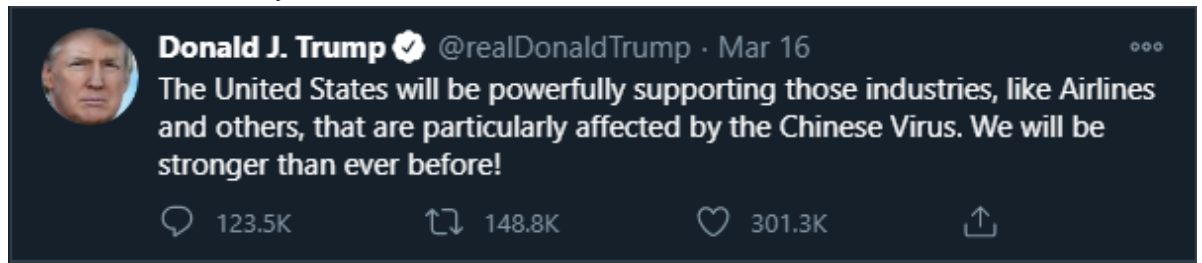 Donald J. Trump @realDonaldTrump · Mar 16
The United States will be powerfully supporting those industries, like Airlines
and others, that are particularly affected by the Chinese Virus. We will be
stronger than ever before!
123.5K 148.8K 301.3K